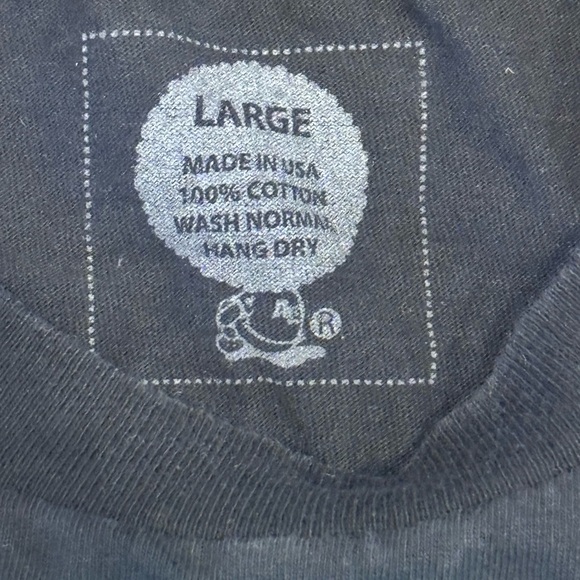 LARGE
MADE IN USA
100% COTTON
WASH NORMAL
HANG DRY
A
®